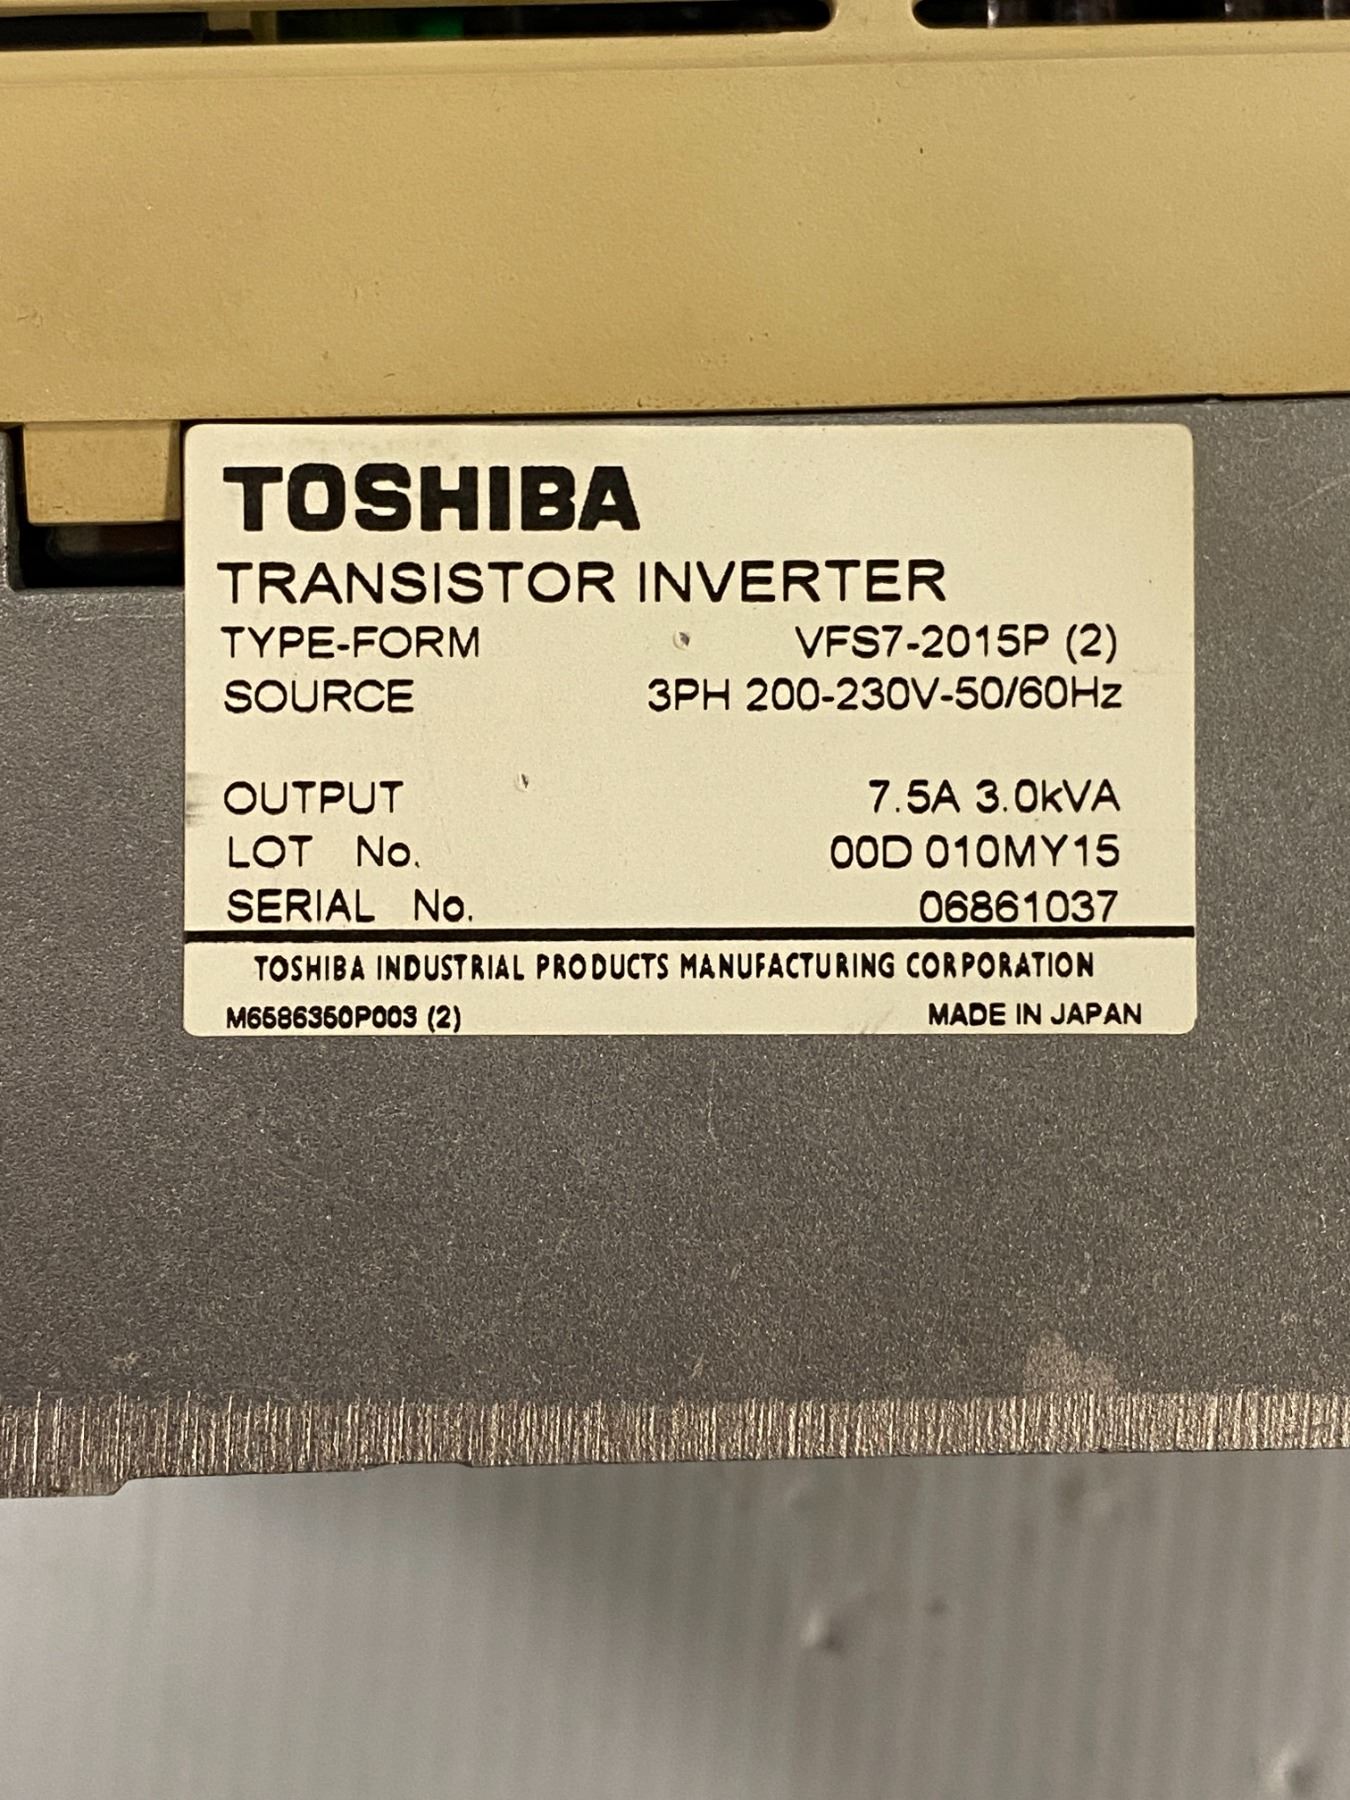 TOSHIBA
TRANSISTOR INVERTER
TYPE-FORM VFS7-2015P (2)
SOURCE 3PH 200-230V-50/60Hz
OUTPUT 7.5A 3.0kVA
LOT No. 00D 010MY15
SERIAL No. 06861037
TOSHIBA INDUSTRIAL PRODUCTS MANUFACTURING CORPORATION
M6586350P003 (2) MADE IN JAPAN